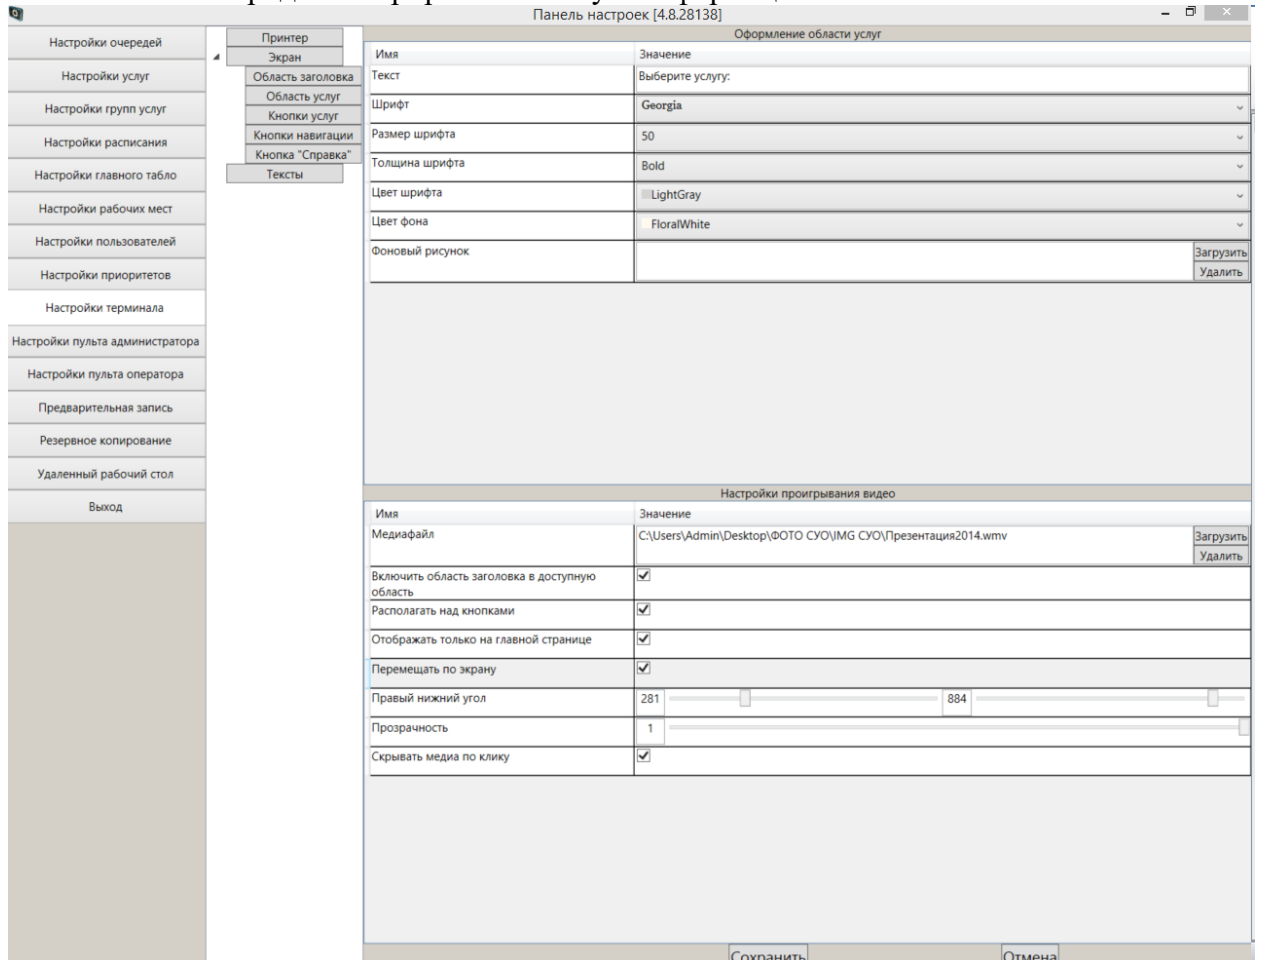 Панель настроек [4.8.28138]
Настройки очередей
Настройки услуг
Настройки групп услуг
Настройки расписания
Настройки главного табло
Настройки рабочих мест
Настройки пользователей
Настройки приоритетов
Настройки терминала
Настройки пульта администратора
Настройки пульта оператора
Предварительная запись
Резервное копирование
Удаленный рабочий стол
Выход
Принтер
Экран
Область заголовка
Область услуг
Кнопки услуг
Кнопки навигации
Кнопка "Справка"
Тексты
Оформление области услуг
Имя Значение
Текст Выберите услугу:
Шрифт Georgia
Размер шрифта 50
Толщина шрифта Bold
Цвет шрифта LightGray
Цвет фона FloralWhite
Фоновый рисунок Загрузить
Удалить
Настройки проигрывания видео
Имя Значение
Медиафайл C:\Users\Admin\Desktop\ФОТО СУО\IMG СУО\Презентация2014.wmv Загрузить
Удалить
Включить область заголовка в доступную
область
Располагать над кнопками
Отображать только на главной странице
Перемещать по экрану
Правый нижний угол 281 884
Прозрачность 1
Скрывать медиа по клику
Сохранить Отмена